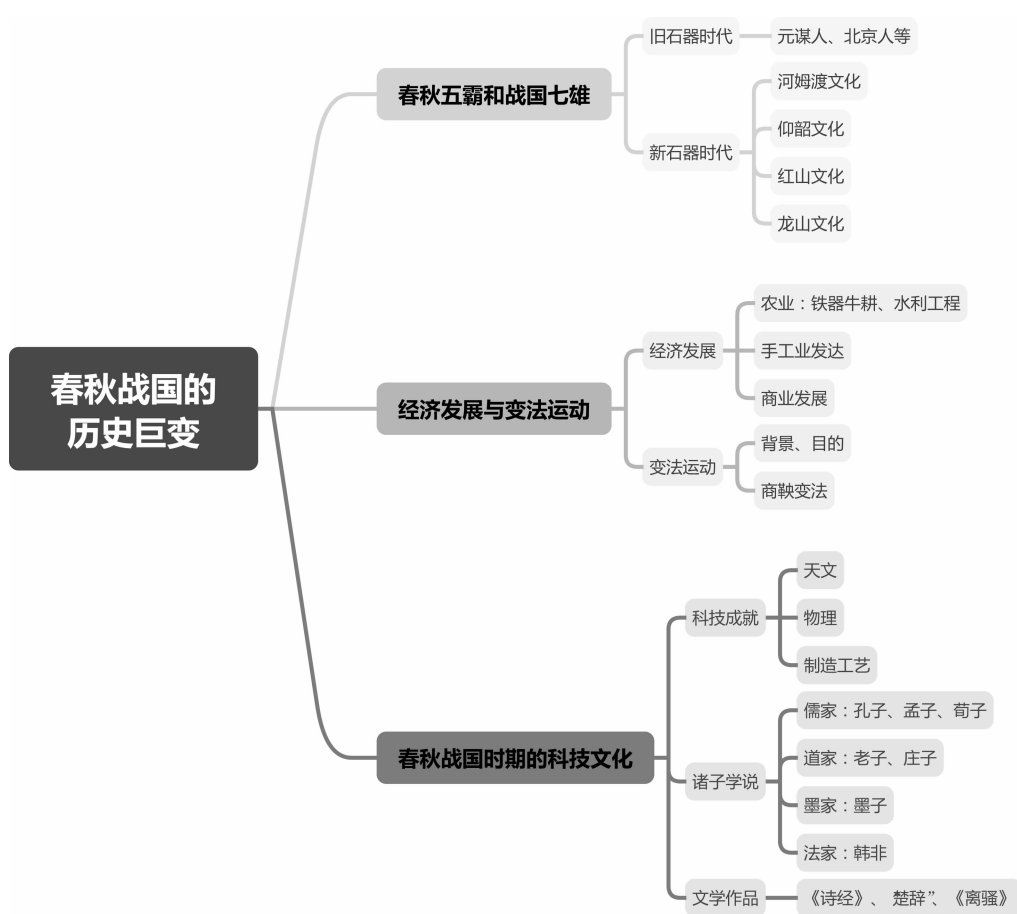 春秋战国的
历史巨变
春秋五霸和战国七雄
旧石器时代
元谋人、北京人等
新石器时代
河姆渡文化
仰韶文化
红山文化
龙山文化
经济发展与变法运动
经济发展
农业：铁器牛耕、水利工程
手工业发达
商业发展
变法运动
背景、目的
商鞅变法
春秋战国时期的科技文化
科技成就
天文
物理
制造工艺
诸子学说
儒家：孔子、孟子、荀子
道家：老子、庄子
墨家：墨子
法家：韩非
文学作品
《诗经》、 楚辞”、《离骚》